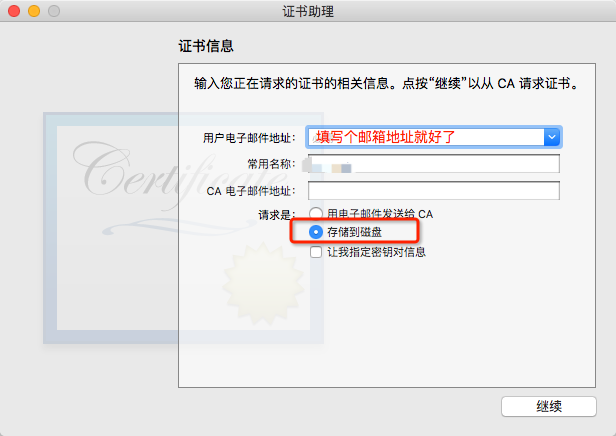 证书助理
证书信息
输入您正在请求的证书的相关信息。点按“继续”以从 CA 请求证书。
Certificate
用户电子邮件地址: 填写个邮箱地址就好了
常用名称:
CA 电子邮件地址:
请求是: 用电子邮件发送给 CA
存储到磁盘
让我指定密钥对信息
继续